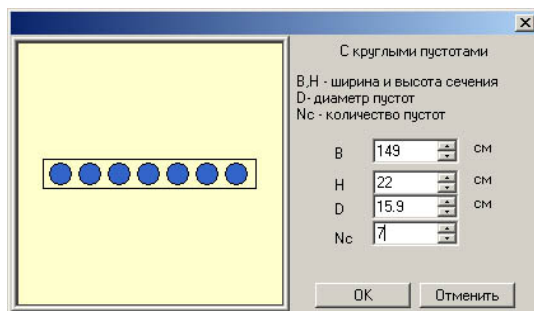 С круглыми пустотами
B,H - ширина и высота сечения
D- диаметр пустот
Nc - количество пустот
B 149 см
H 22 см
D 15.9 см
Nc 7
OK Отменить